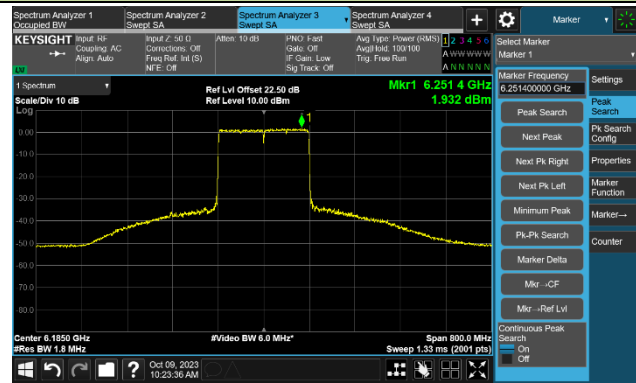 Spectrum Analyzer 1
Occupied BW
Spectrum Analyzer 2
Swept SA
Spectrum Analyzer 3
Swept SA
Spectrum Analyzer 4
Swept SA
Marker
KEYSIGHT
Input: RF
Coupling: AC
Align: Auto
Input Z: 50 Ω
Corrections: Off
Freq Ref: Int (S)
NFE: Off
Atten: 10 dB
PNO: Fast
Gate: Off
IF Gain: Low
Sig Track: Off
Avg Type: Power (RMS)
Avg|Hold: 100/100
Trig: Free Run
1 2 3 4 5 6
A W W W W W
A N N N N N
Select Marker
Marker 1
1 Spectrum
Scale/Div 10 dB
Log
Ref Lvl Offset 22.50 dB
Ref Level 10.00 dBm
Mkr1 6.251 4 GHz
1.932 dBm
1
0.00
-10.0
-20.0
-30.0
-40.0
-50.0
-60.0
-70.0
-80.0
Center 6.1850 GHz
#Res BW 1.8 MHz
#Video BW 6.0 MHz*
Span 800.0 MHz
Sweep 1.33 ms (2001 pts)
Marker Frequency
6.251400000 GHz
Peak Search
Next Peak
Next Pk Right
Next Pk Left
Minimum Peak
Pk-Pk Search
Marker Delta
Mkr→CF
Mkr→Ref Lvl
Continuous Peak
Search
On
Off
Settings
Peak
Search
Pk Search
Config
Properties
Marker
Function
Marker→
Counter
Oct 09, 2023
10:23:36 AM